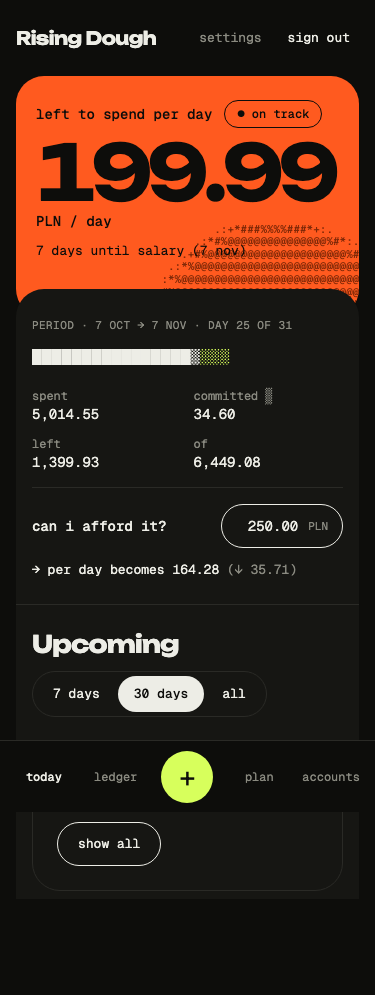 Rising Dough settings sign out
left to spend per day ● on track
199.99
PLN / day
7 days until salary (7 nov)
PERIOD · 7 OCT → 7 NOV · DAY 25 OF 31
spent committed ▒
5,014.55 34.60
left of
1,399.93 6,449.08
can i afford it? 250.00 PLN
→ per day becomes 164.28 (↓ 35.71)
Upcoming
7 days 30 days all
today ledger + plan accounts
show all